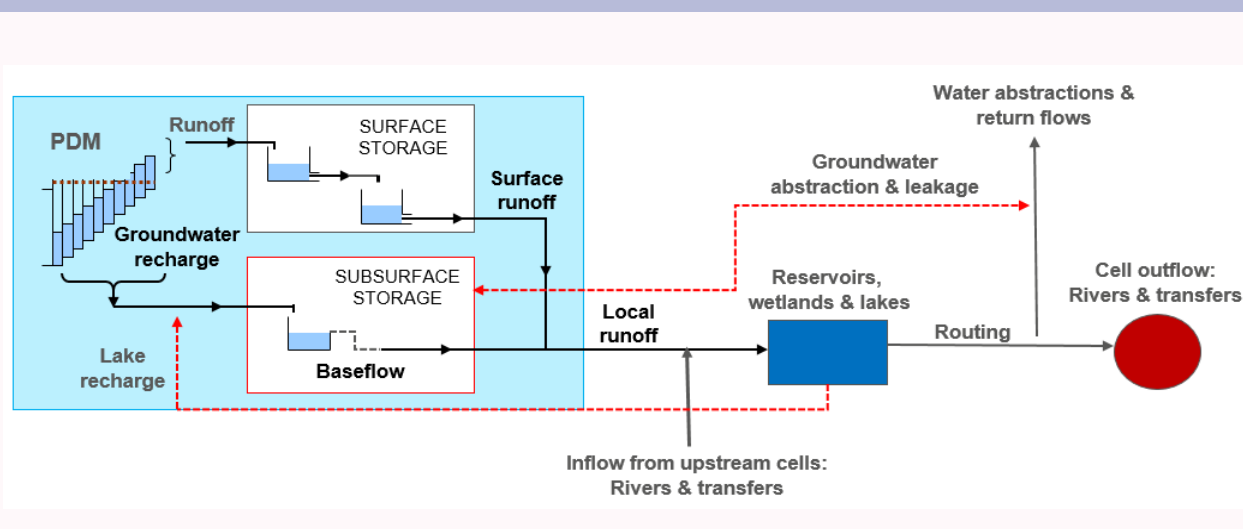 Water abstractions &
return flows
PDM
Runoff
SURFACE
STORAGE
Groundwater
abstraction & leakage
Surface
runoff
Groundwater
recharge
SUBSURFACE
STORAGE
Reservoirs,
wetlands & lakes
Cell outflow:
Rivers & transfers
Local
runoff
Routing
Lake
recharge
Baseflow
Inflow from upstream cells:
Rivers & transfers